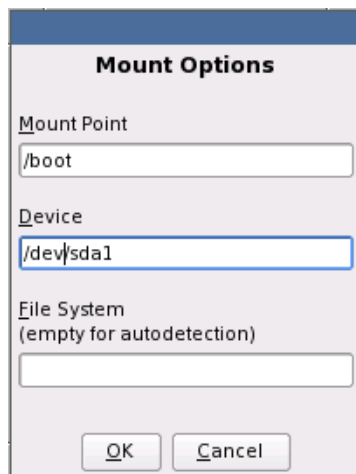 Mount Options
Mount Point
/boot
Device
/dev/sda1
File System
(empty for autodetection)
OK
Cancel